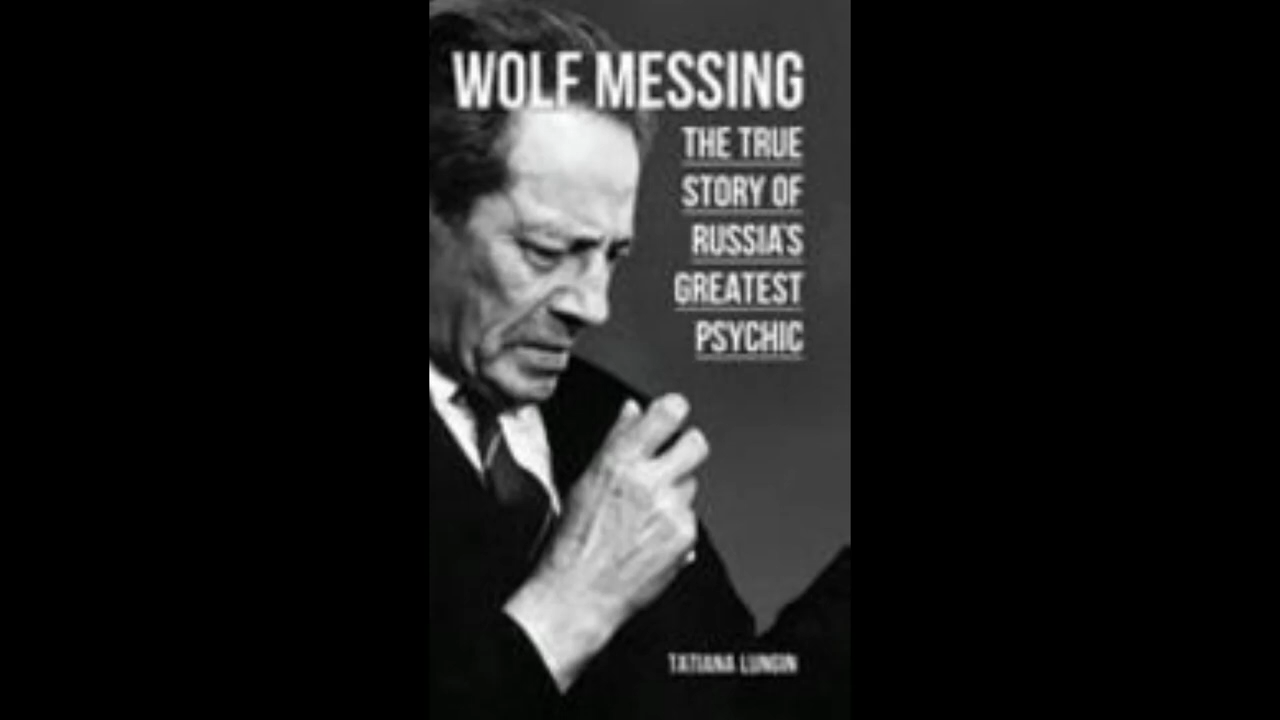 WOLF MESSING
THE TRUE
STORY OF
RUSSIA'S
GREATEST
PSYCHIC
TATIANA LUNGIN